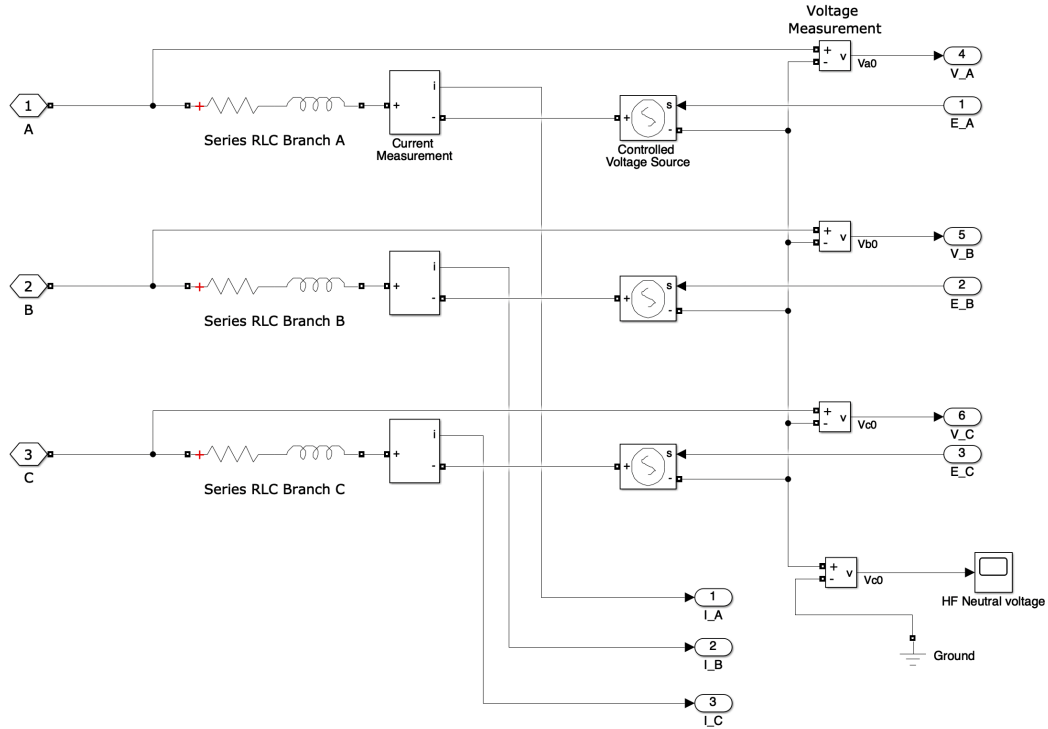 Voltage
Measurement
+
-
v
Va0
4
V_A
1
A
+
Series RLC Branch A
+
i
-
Current
Measurement
+
s
-
Controlled
Voltage Source
1
E_A
+
-
v
Vb0
5
V_B
2
B
+
Series RLC Branch B
+
i
-
+
s
-
2
E_B
+
-
v
Vc0
6
V_C
3
C
+
Series RLC Branch C
+
i
-
+
s
-
3
E_C
+
-
v
Vc0
HF Neutral voltage
1
I_A
2
I_B
Ground
3
I_C